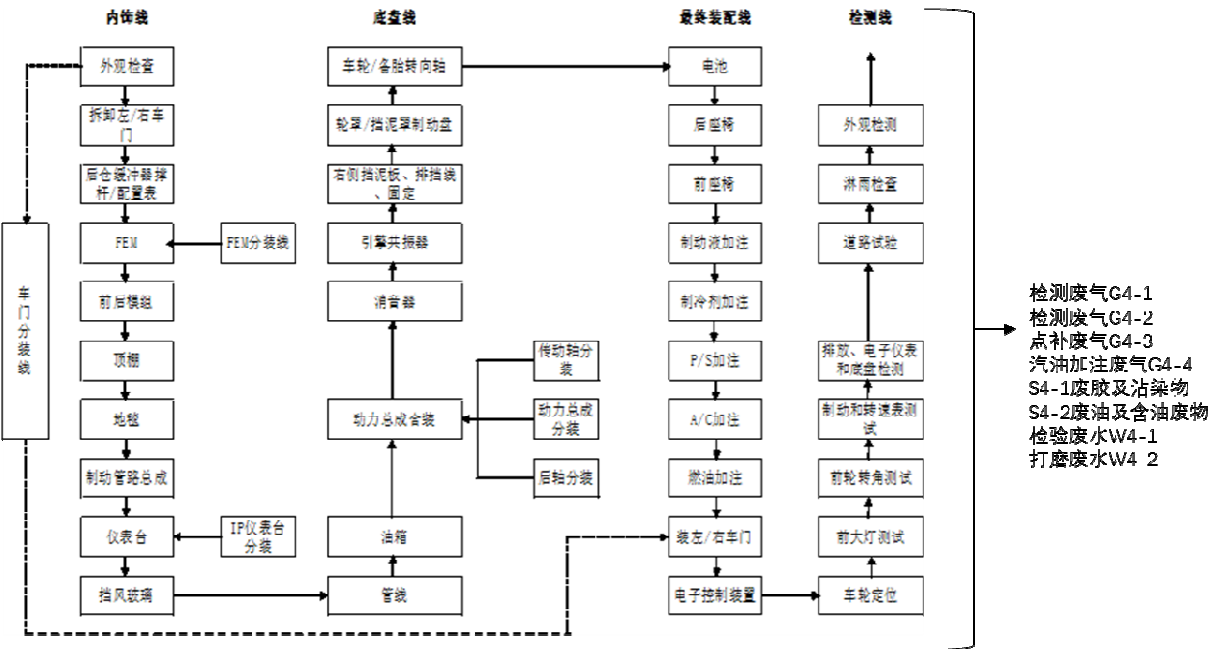 内饰线
底盘线
最终装配线
检测线
外观检查
拆卸左/右车
门
后仓缓冲器撑
杆/配置表
FEM
FEM分装线
前后模组
顶棚
地毯
制动管路总成
仪表台
IP仪表台
分装
挡风玻璃
车门分装线
车轮/备胎转向轴
轮罩/挡泥罩制动盘
右侧挡泥板、排挡线
、固定
引擎共振器
消音器
动力总成合装
传动轴分
装
动力总成
分装
后轴分装
油箱
管线
电池
后座椅
前座椅
制动液加注
制冷剂加注
P/S加注
A/C加注
燃油加注
装左/右车门
电子控制装置
外观检测
淋雨检查
道路试验
排放、电子仪表
和底盘检测
制动和转速表测
试
前轮转角测试
前大灯测试
车轮定位
检测废气G4-1
检测废气G4-2
点补废气G4-3
汽油加注废气G4-4
S4-1废胶及沾染物
S4-2废油及含油废物
检验废水W4-1
打磨废水W4-2